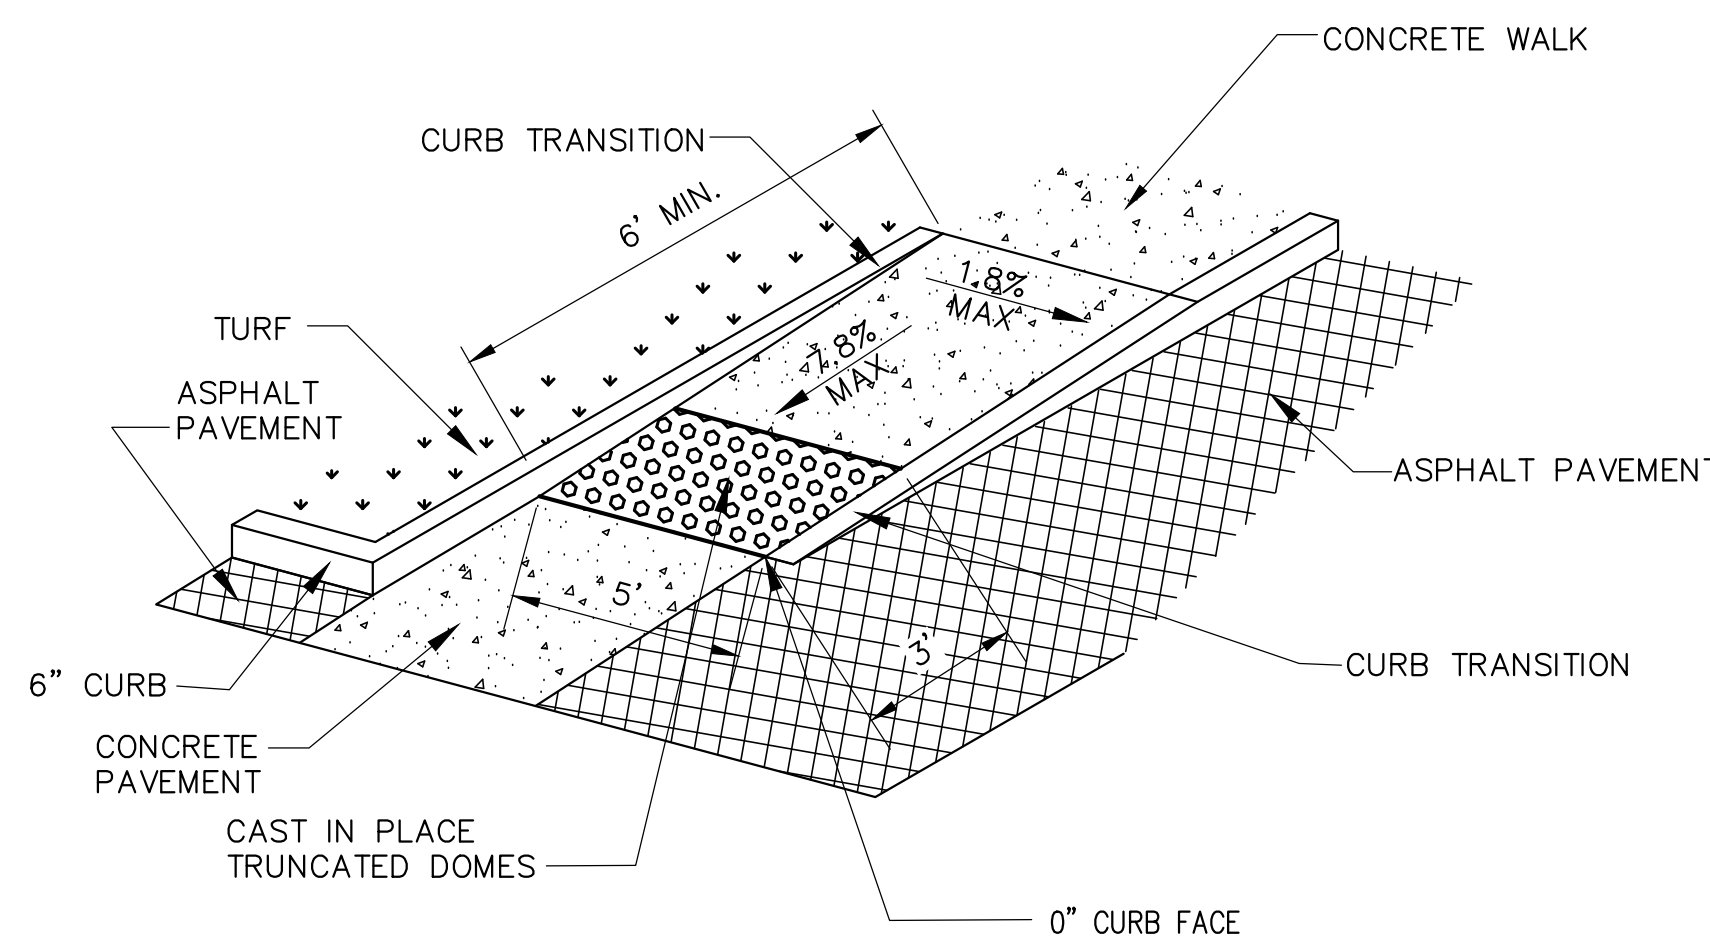 CONCRETE WALK
CURB TRANSITION
6' MIN.
1.8%
MAX
TURF
7.8%
MAX
ASPHALT
PAVEMENT
ASPHALT PAVEMENT
5'
3'
CURB TRANSITION
6" CURB
CONCRETE
PAVEMENT
CAST IN PLACE
TRUNCATED DOMES
0" CURB FACE